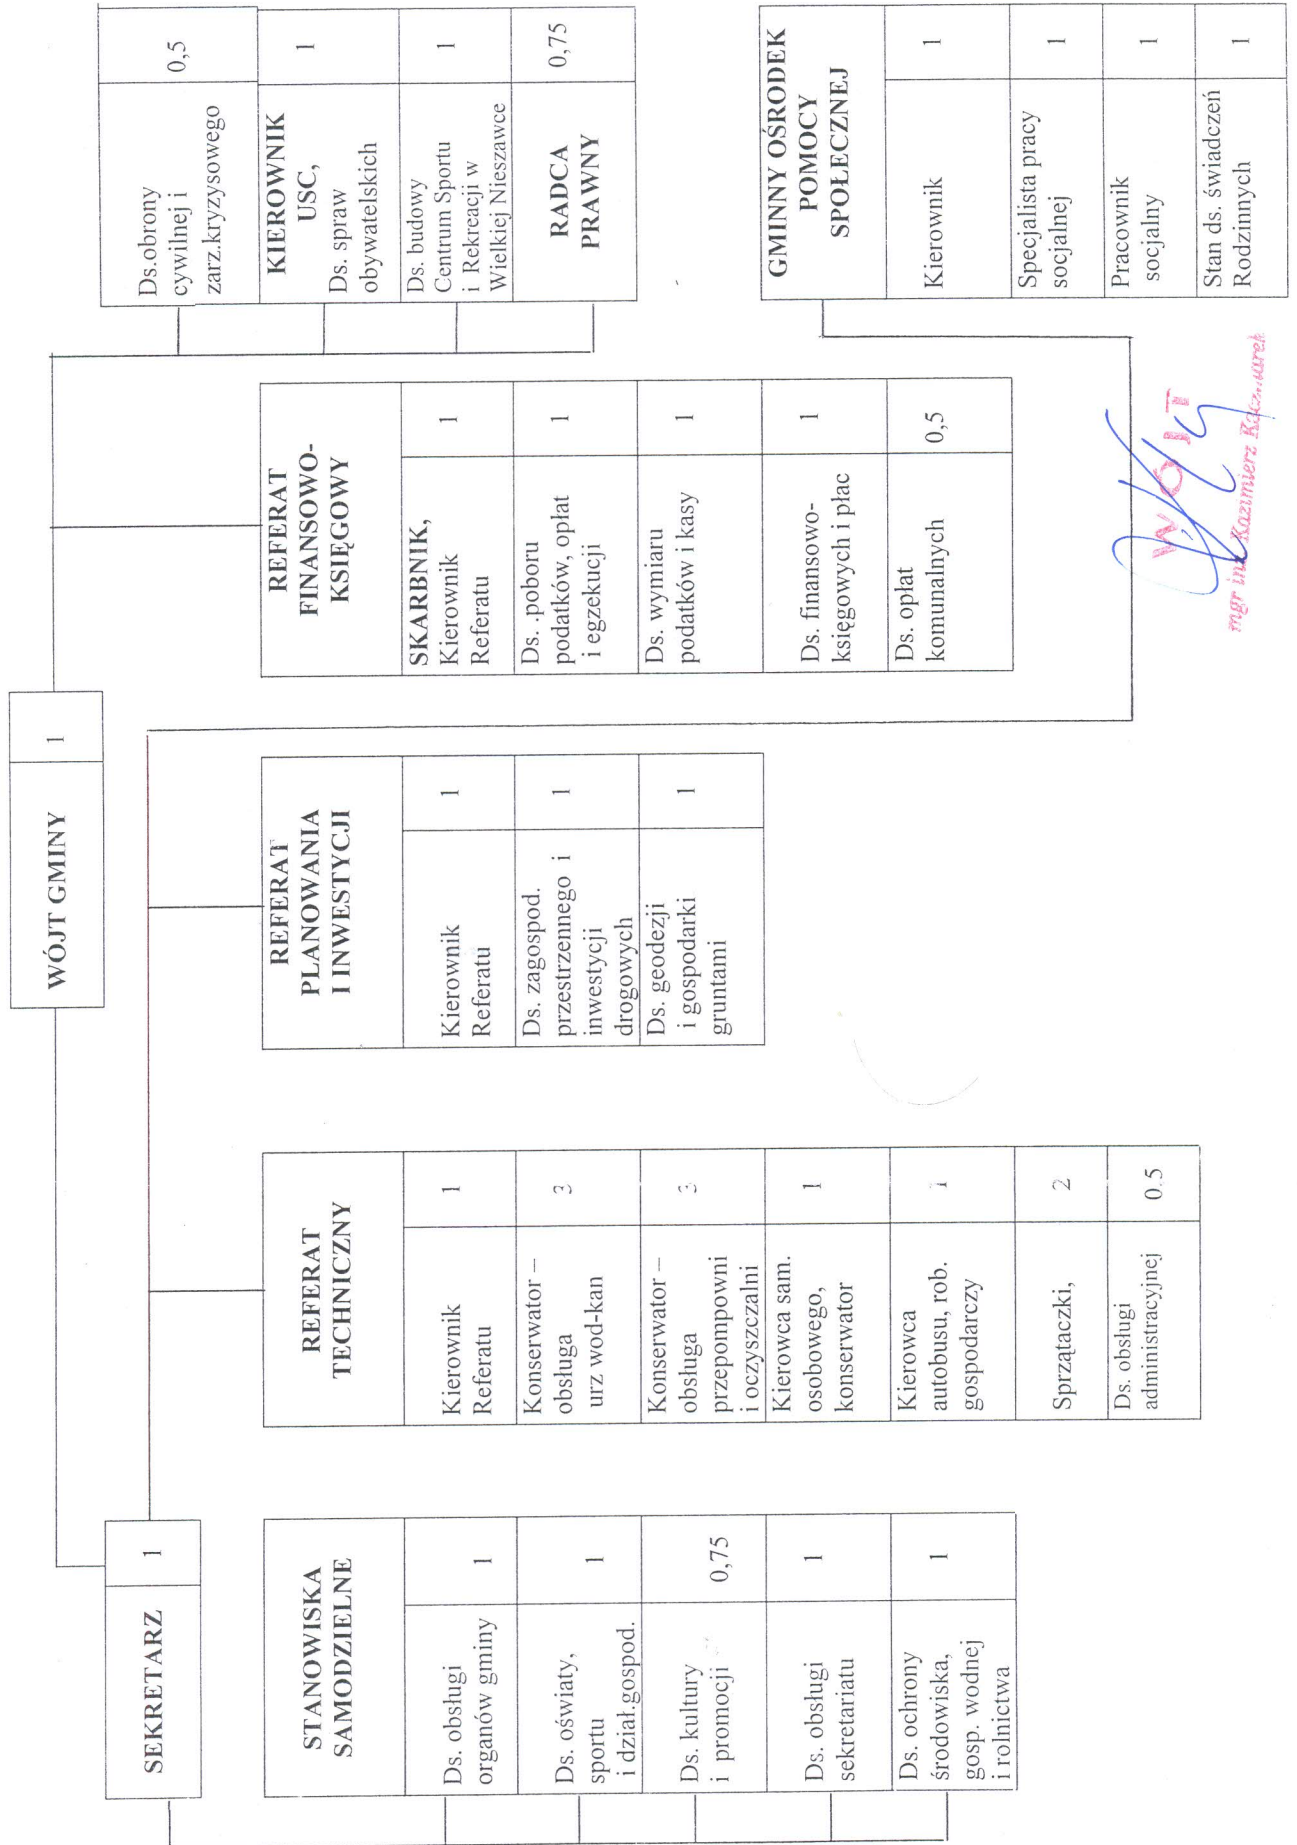 WÓJT GMINY 1
SEKRETARZ 1
STANOWISKA
SAMODZIELNE
Ds. obsługi
organów gminy 1
Ds. oświaty,
sportu 1
i dział.gospod.
Ds. kultury
i promocji 0,75
Ds. obsługi
sekretariatu 1
Ds. ochrony
środowiska, 1
gosp. wodnej
i rolnictwa
REFERAT
TECHNICZNY
Kierownik 1
Referatu
Konserwator –
obsługa 3
urz wod-kan
Konserwator –
obsługa 3
przepompowni
i oczyszczalni
Kierowca sam.
osobowego, 1
konserwator
Kierowca
autobusu, rob. 1
gospodarczy
Sprzątaczki, 2
Ds. obsługi
administracyjnej 0.5
REFERAT
PLANOWANIA
I INWESTYCJI
Kierownik 1
Referatu
Ds. zagospod.
przestrzennego i 1
inwestycji
drogowych
Ds. geodezji
i gospodarki 1
gruntami
REFERAT
FINANSOWO-
KSIĘGOWY
SKARBNIK,
Kierownik 1
Referatu
Ds. .poboru
podatków, opłat 1
i egzekucji
Ds. wymiaru
podatków i kasy 1
Ds. finansowo- 1
księgowych i płac
Ds. opłat
komunalnych 0,5
Ds.obrony
cywilnej i 0,5
zarz.kryzysowego
KIEROWNIK
USC, 1
Ds. spraw
obywatelskich
Ds. budowy
Centrum Sportu 1
i Rekreacji w
Wielkiej Nieszawce
RADCA 0,75
PRAWNY
GMINNY OŚRODEK
POMOCY
SPOŁECZNEJ
Kierownik 1
Specjalista pracy
socjalnej 1
Pracownik
socjalny 1
Stan ds. świadczeń
Rodzinnych 1
WÓJT
mgr inż. Kazimierz Kaczmarek